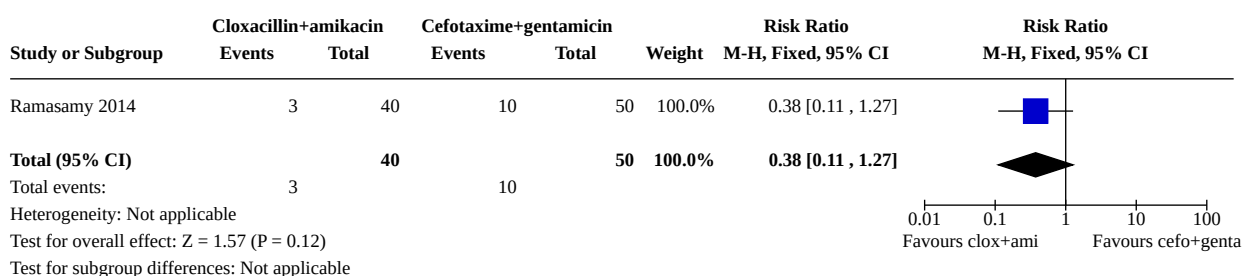 Cloxacillin+amikacin Cefotaxime+gentamicin Risk Ratio Risk Ratio
Study or Subgroup Events Total Events Total Weight M-H, Fixed, 95% CI M-H, Fixed, 95% CI
Ramasamy 2014 3 40 10 50 100.0% 0.38 [0.11 , 1.27]
Total (95% CI) 40 50 100.0% 0.38 [0.11 , 1.27]
Total events: 3 10
Heterogeneity: Not applicable
0.01 0.1 1 10 100
Test for overall effect: Z = 1.57 (P = 0.12) Favours clox+ami Favours cefo+genta
Test for subgroup differences: Not applicable